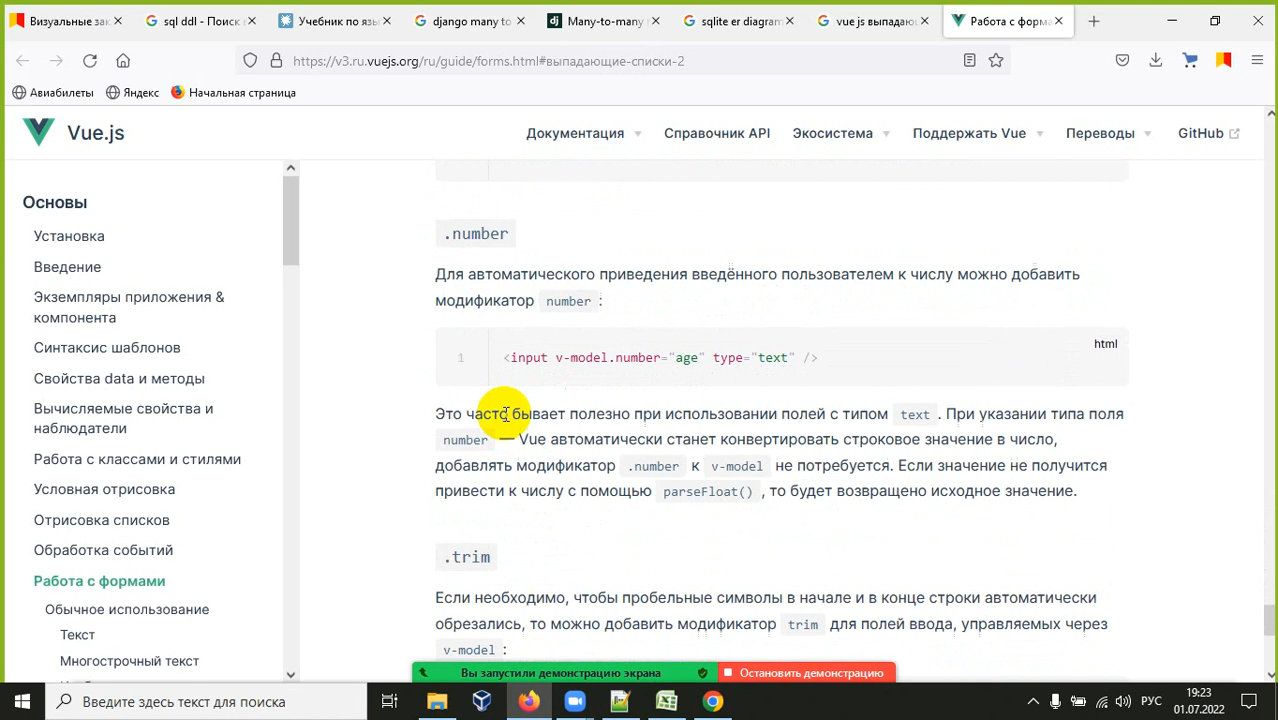 Визуальные за
sql ddl - Поиск
Учебник по язы
django many to
Many-to-many
sqlite er diagram
vue js выпадаю
Работа с форма
https://v3.ru.vuejs.org/ru/guide/forms.html#выпадающие-списки-2
Авиабилеты
Яндекс
Начальная страница
Vue.js
Документация
Справочник API
Экосистема
Поддержать Vue
Переводы
GitHub
Основы
Установка
Введение
Экземпляры приложения &
компонента
Синтаксис шаблонов
Свойства data и методы
Вычисляемые свойства и
наблюдатели
Работа с классами и стилями
Условная отрисовка
Отрисовка списков
Обработка событий
Работа с формами
Обычное использование
Текст
Многострочный текст
.number
Для автоматического приведения введённого пользователем к числу можно добавить
модификатор number :
html
1 <input v-model.number="age" type="text" />
Это часто бывает полезно при использовании полей с типом text . При указании типа поля
number — Vue автоматически станет конвертировать строковое значение в число,
добавлять модификатор .number к v-model не потребуется. Если значение не получится
привести к числу с помощью parseFloat() , то будет возвращено исходное значение.
.trim
Если необходимо, чтобы пробельные символы в начале и в конце строки автоматически
обрезались, то можно добавить модификатор trim для полей ввода, управляемых через
v-model :
Вы запустили демонстрацию экрана
Остановить демонстрацию
Введите здесь текст для поиска
РУС
19:23
01.07.2022